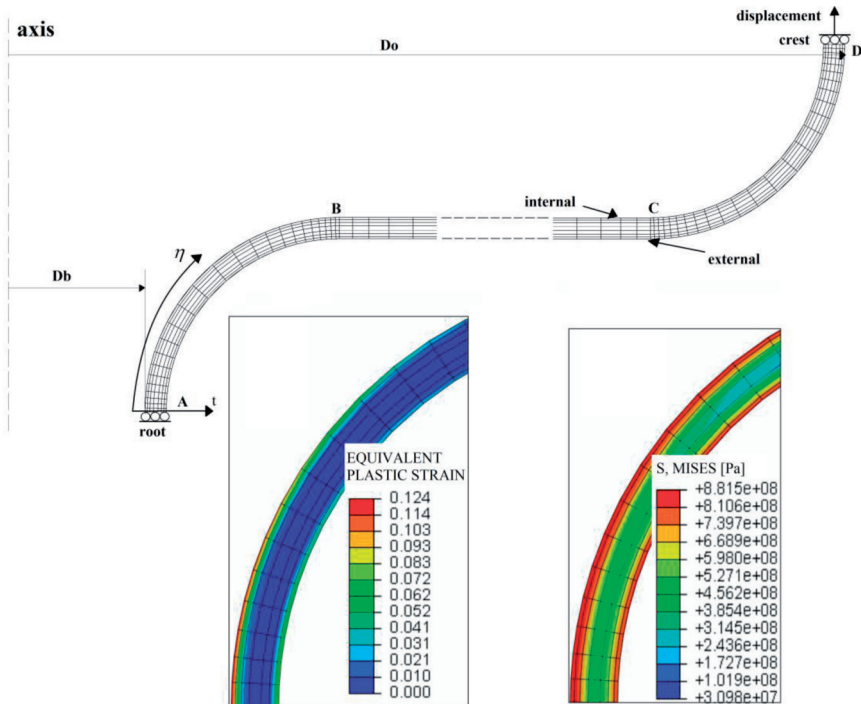 axis
displacement
crest
Do
D
internal
B
C
external
η
Db
A
t
root
EQUIVALENT
PLASTIC STRAIN
0.124
0.114
0.103
0.093
0.083
0.072
0.062
0.052
0.041
0.031
0.021
0.010
0.000
S, MISES [Pa]
+8.815e+08
+8.106e+08
+7.397e+08
+6.689e+08
+5.980e+08
+5.271e+08
+4.562e+08
+3.854e+08
+3.145e+08
+2.436e+08
+1.727e+08
+1.019e+08
+3.098e+07